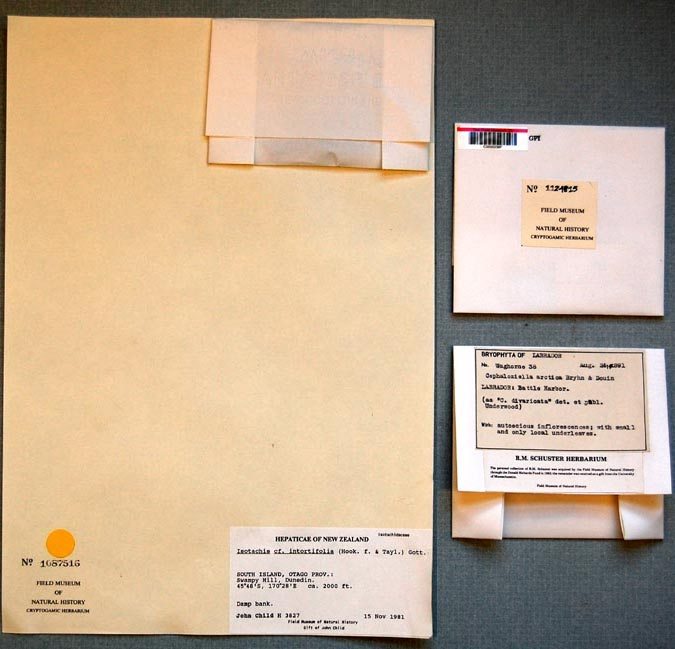 Nº 1087516
FIELD MUSEUM
OF
NATURAL HISTORY
CRYPTOGAMIC HERBARIUM
Isotachidaceae
HEPATICAE OF NEW ZEALAND
Isotachis cf. intortifolia (Hook. f. & Tayl.) Gott.
SOUTH ISLAND, OTAGO PROV.:
Swampy Hill, Dunedin.
45°46'S, 170°28'E ca. 2000 ft.
Damp bank.
John Child H 3827 15 Nov 1981
Field Museum of Natural History
Gift of John Child
GPI
Nº 1124815
FIELD MUSEUM
OF
NATURAL HISTORY
CRYPTOGAMIC HERBARIUM
BRYOPHYTA OF LABRADOR
No. Waghorne 38 Aug.
Cephaloziella arctica Bryhn & Douin
LABRADOR: Battle Harbor.
(as "C. divaricata" det. et publ.
Underwood)
With: autoecious inflorescences; with small
and only local underleaves.
R.M. SCHUSTER HERBARIUM
The personal collection of R.M. Schuster was acquired by the Field Museum of Natural History
through the Donald Richards Fund in 1988; the remainder was received as a gift from the University
of Massachusetts.
Field Museum of Natural History